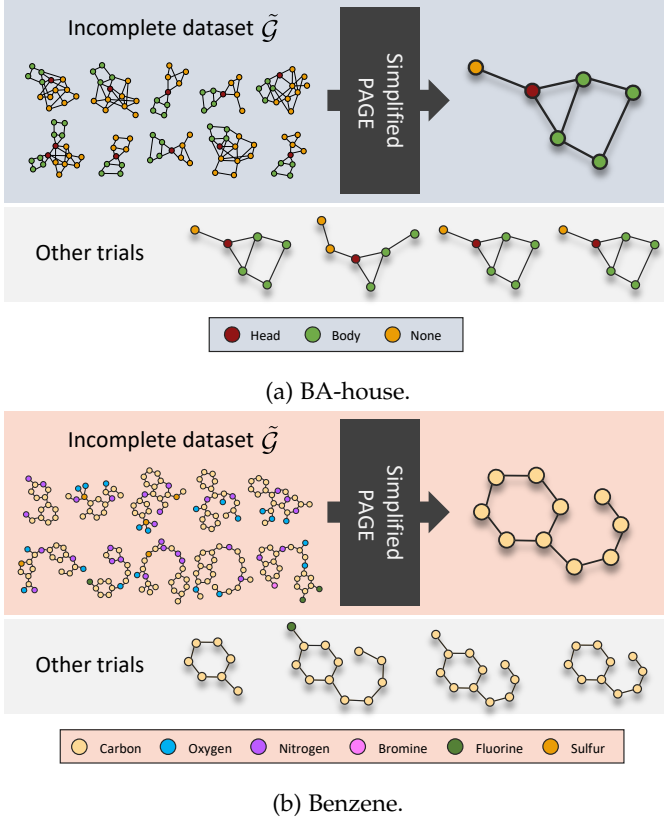 Incomplete dataset 𝒢̃
Simplified
PAGE
Other trials
Head Body None
(a) BA-house.
Incomplete dataset 𝒢̃
Simplified
PAGE
Other trials
Carbon Oxygen Nitrogen Bromine Fluorine Sulfur
(b) Benzene.